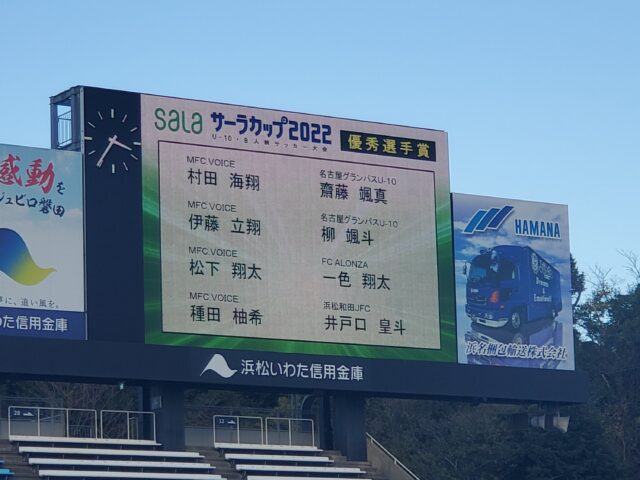 sala サーラカップ2022 優秀選手賞
U-10・8人制サッカー大会
MFC.VOICE
村田 海翔
MFC.VOICE
伊藤 立翔
MFC.VOICE
松下 翔太
MFC.VOICE
種田 柚希
名古屋グランパスU-10
齋藤 颯真
名古屋グランパスU-10
柳 颯斗
FC ALONZA
一色 翔太
浜松和田JFC
井戸口 皇斗
感動を
ジュビロ磐田
に、追い風を。
わた信用金庫
HAMANA
浜名梱包輸送株式会社
浜松いわた信用金庫
28
12